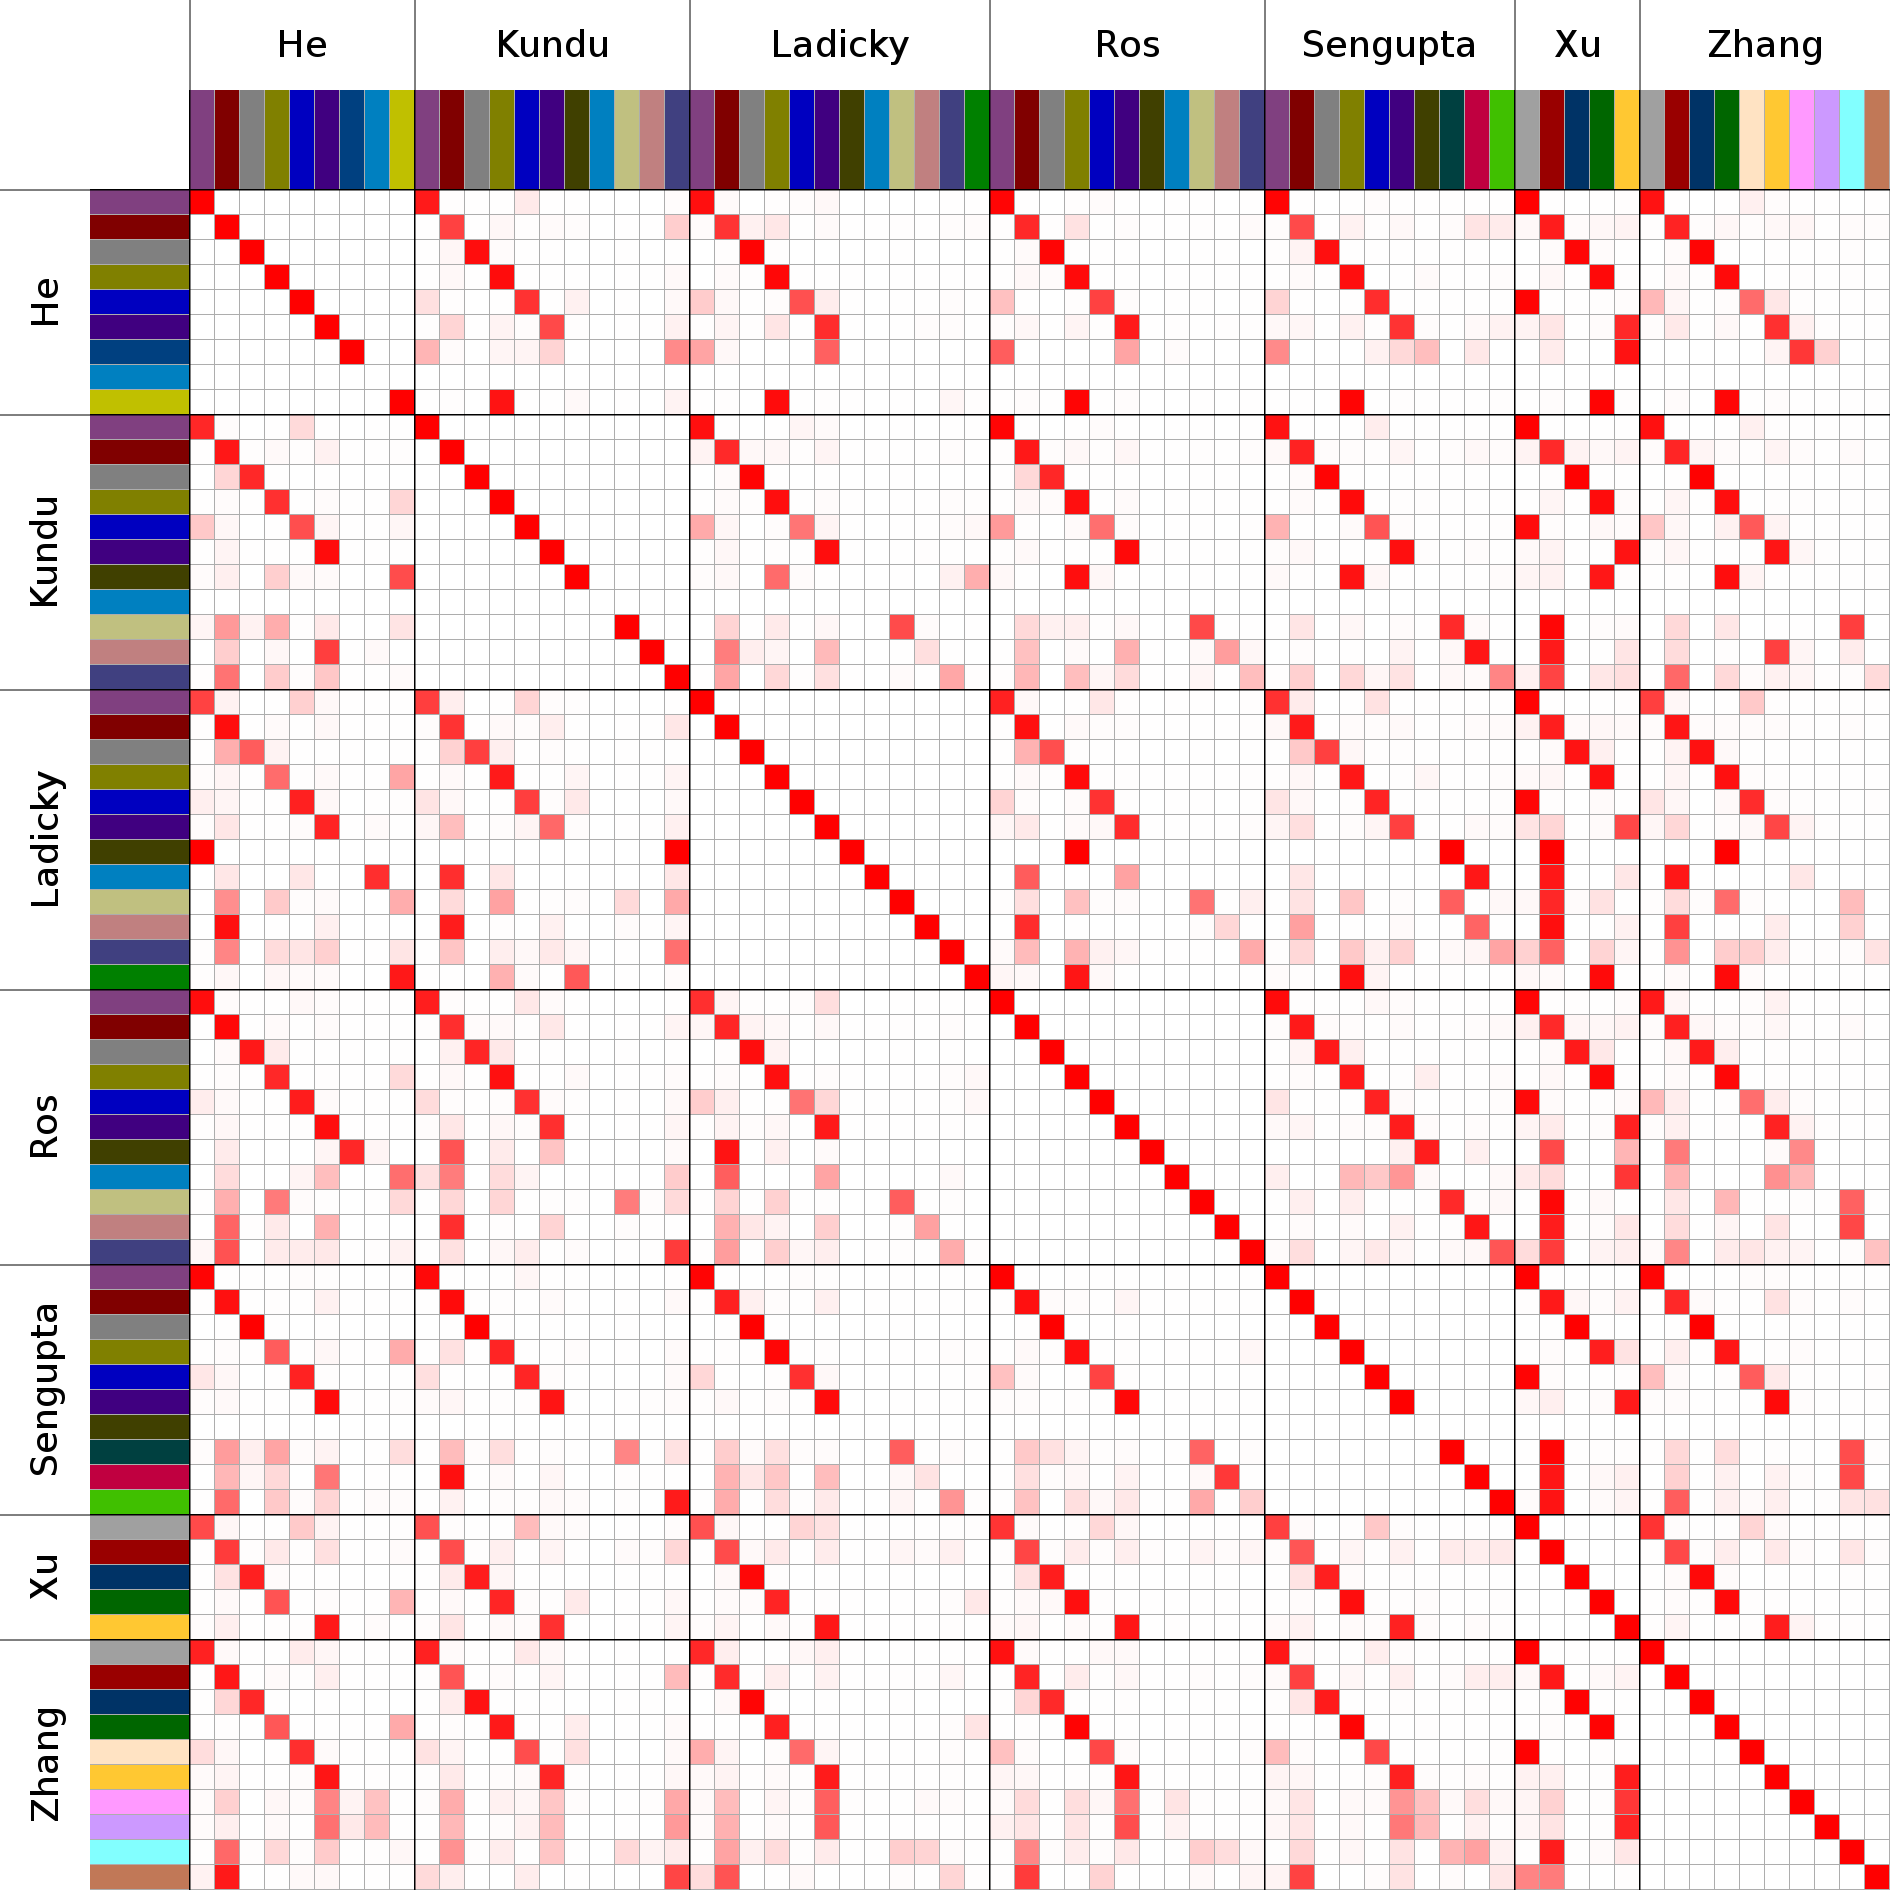 He Kundu Ladicky Ros Sengupta Xu Zhang
He
Kundu
Ladicky
Ros
Sengupta
Xu
Zhang